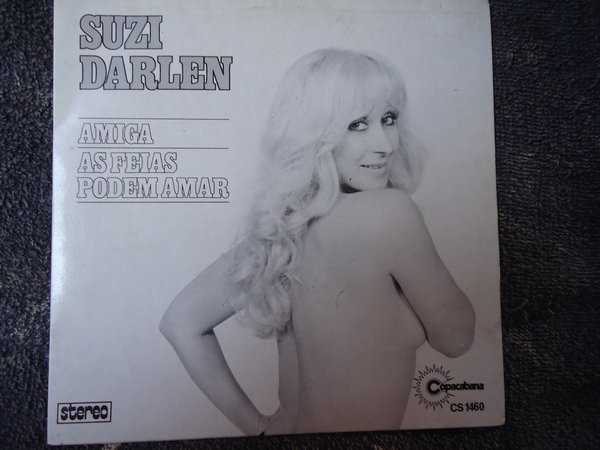 SUZI
DARLEN
AMIGA
AS FEIAS
PODEM AMAR
stereo
Copacabana
CS 1460